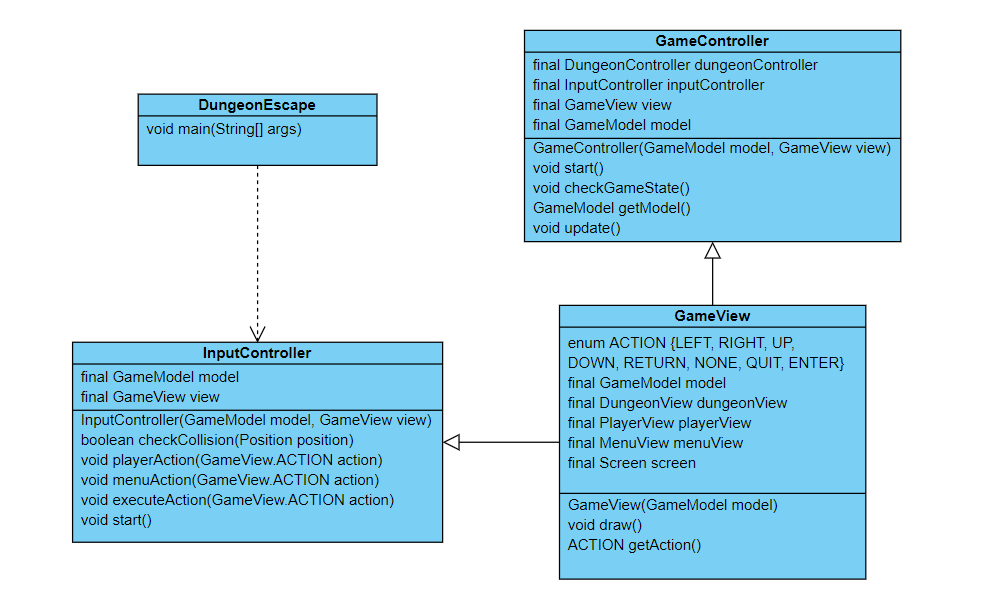 DungeonEscape
void main(String[] args)
GameController
final DungeonController dungeonController
final InputController inputController
final GameView view
final GameModel model
GameController(GameModel model, GameView view)
void start()
void checkGameState()
GameModel getModel()
void update()
InputController
final GameModel model
final GameView view
InputController(GameModel model, GameView view)
boolean checkCollision(Position position)
void playerAction(GameView.ACTION action)
void menuAction(GameView.ACTION action)
void executeAction(GameView.ACTION action)
void start()
GameView
enum ACTION {LEFT, RIGHT, UP,
DOWN, RETURN, NONE, QUIT, ENTER}
final GameModel model
final DungeonView dungeonView
final PlayerView playerView
final MenuView menuView
final Screen screen
GameView(GameModel model)
void draw()
ACTION getAction()